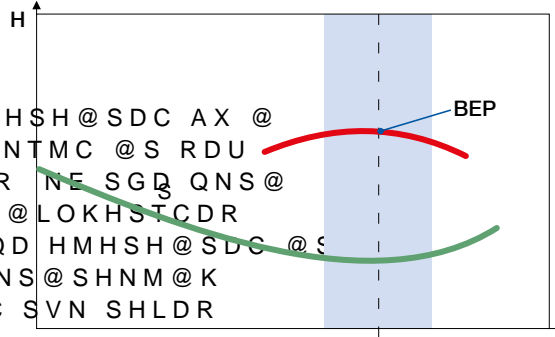 H
HSH@SDC AX @
BEP
NTMC @S RDU
R NE SGD QNS@
S
@LOKHSTCDR
QD HMHSH@SDC @S
NS@SHNM@K
SVN SHLDR